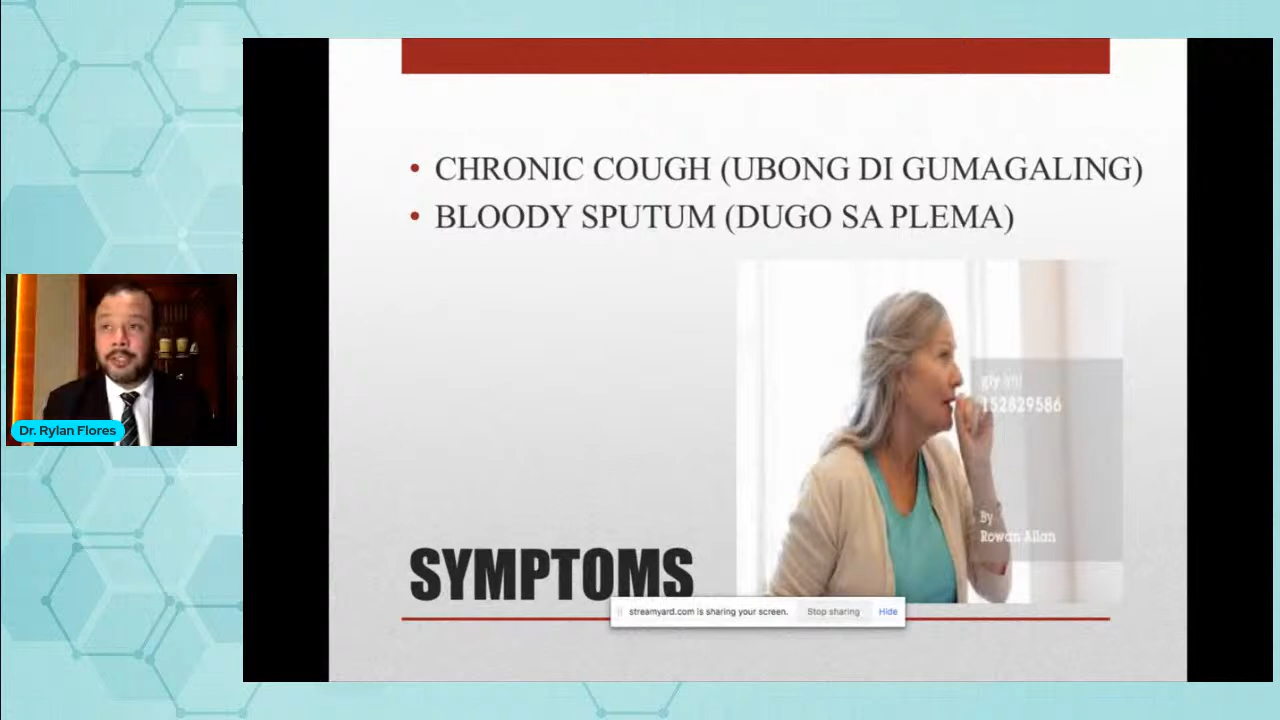 • CHRONIC COUGH (UBONG DI GUMAGALING)
• BLOODY SPUTUM (DUGO SA PLEMA)
152829586
By
Rowan Allan
Dr. Rylan Flores
SYMPTOMS
streamyard.com is sharing your screen. Stop sharing Hide